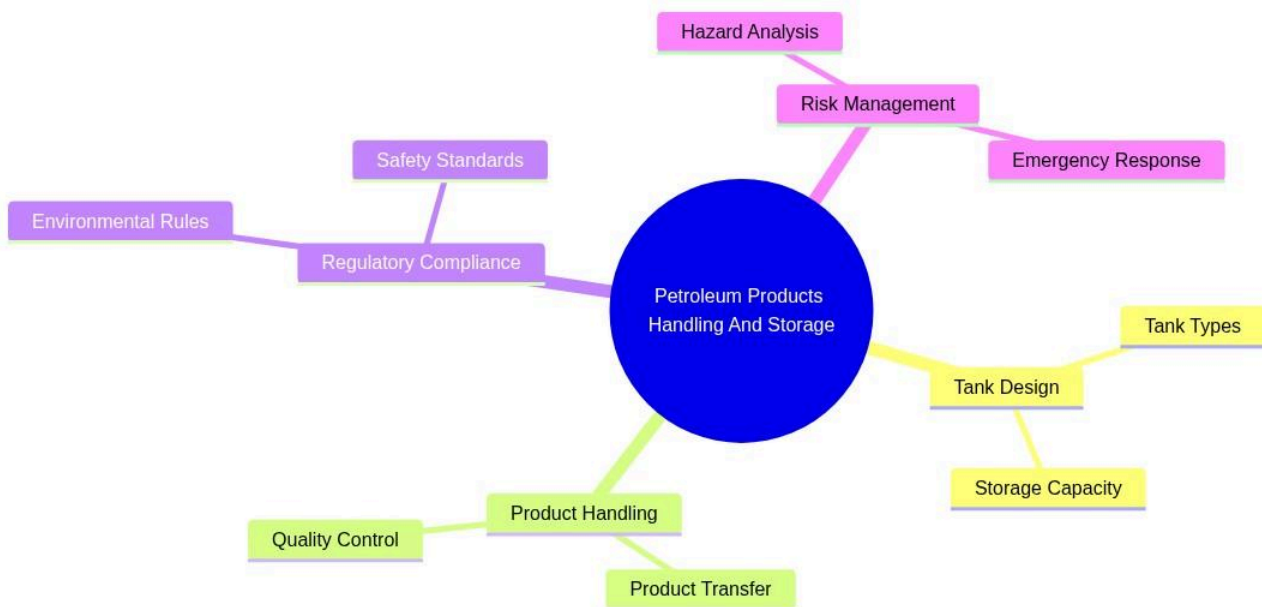 Hazard Analysis
Risk Management
Emergency Response
Safety Standards
Environmental Rules
Regulatory Compliance
Petroleum Products
Handling And Storage
Tank Types
Tank Design
Storage Capacity
Product Handling
Quality Control
Product Transfer